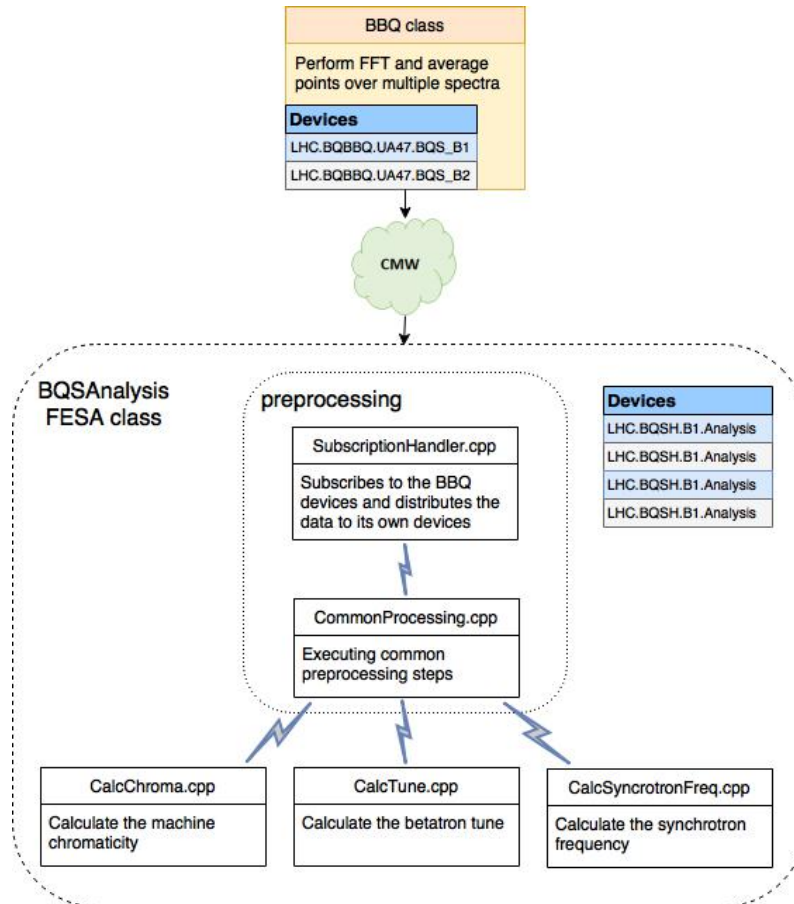 BBQ class
Perform FFT and average
points over multiple spectra
Devices
LHC.BQBBQ.UA47.BQS_B1
LHC.BQBBQ.UA47.BQS_B2
CMW
BQSAnalysis
FESA class
preprocessing
Devices
LHC.BQSH.B1.Analysis
LHC.BQSH.B1.Analysis
LHC.BQSH.B1.Analysis
LHC.BQSH.B1.Analysis
SubscriptionHandler.cpp
Subscribes to the BBQ
devices and distributes the
data to its own devices
CommonProcessing.cpp
Executing common
preprocessing steps
CalcChroma.cpp
Calculate the machine
chromaticity
CalcTune.cpp
Calculate the betatron tune
CalcSyncrotronFreq.cpp
Calculate the synchrotron
frequency